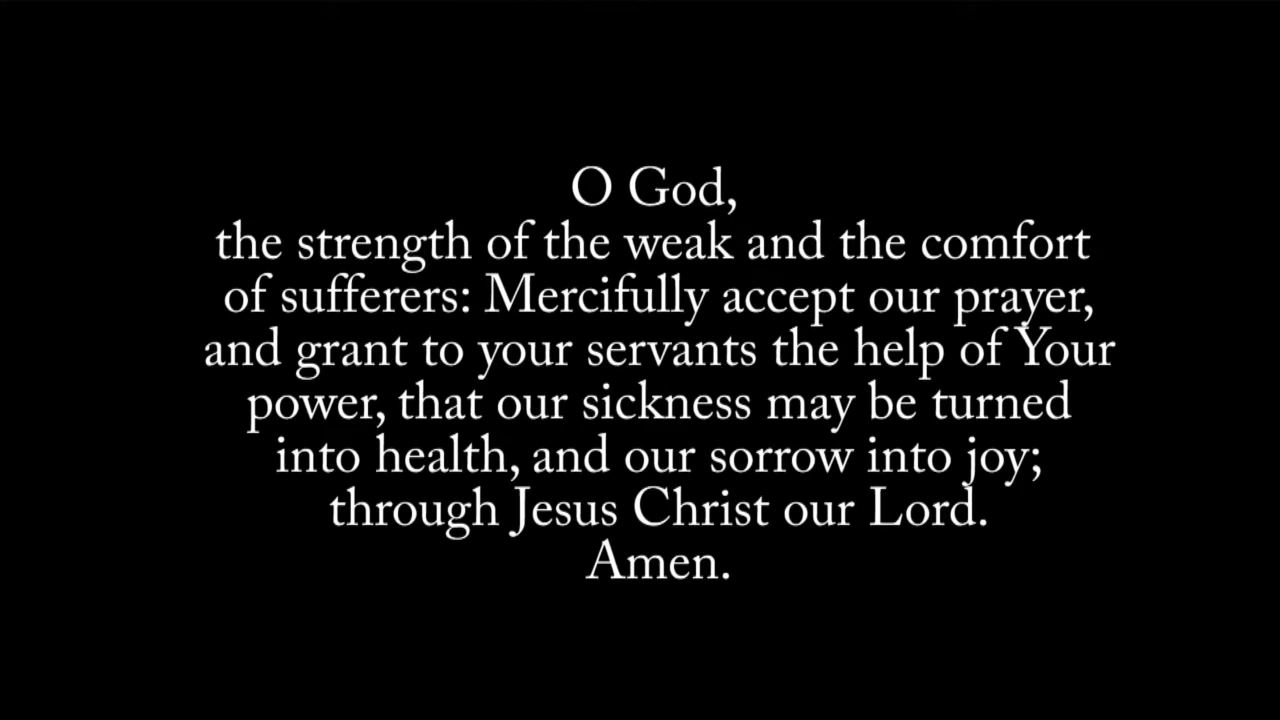 O God,
the strength of the weak and the comfort
of sufferers: Mercifully accept our prayer,
and grant to your servants the help of Your
power, that our sickness may be turned
into health, and our sorrow into joy;
through Jesus Christ our Lord.
Amen.